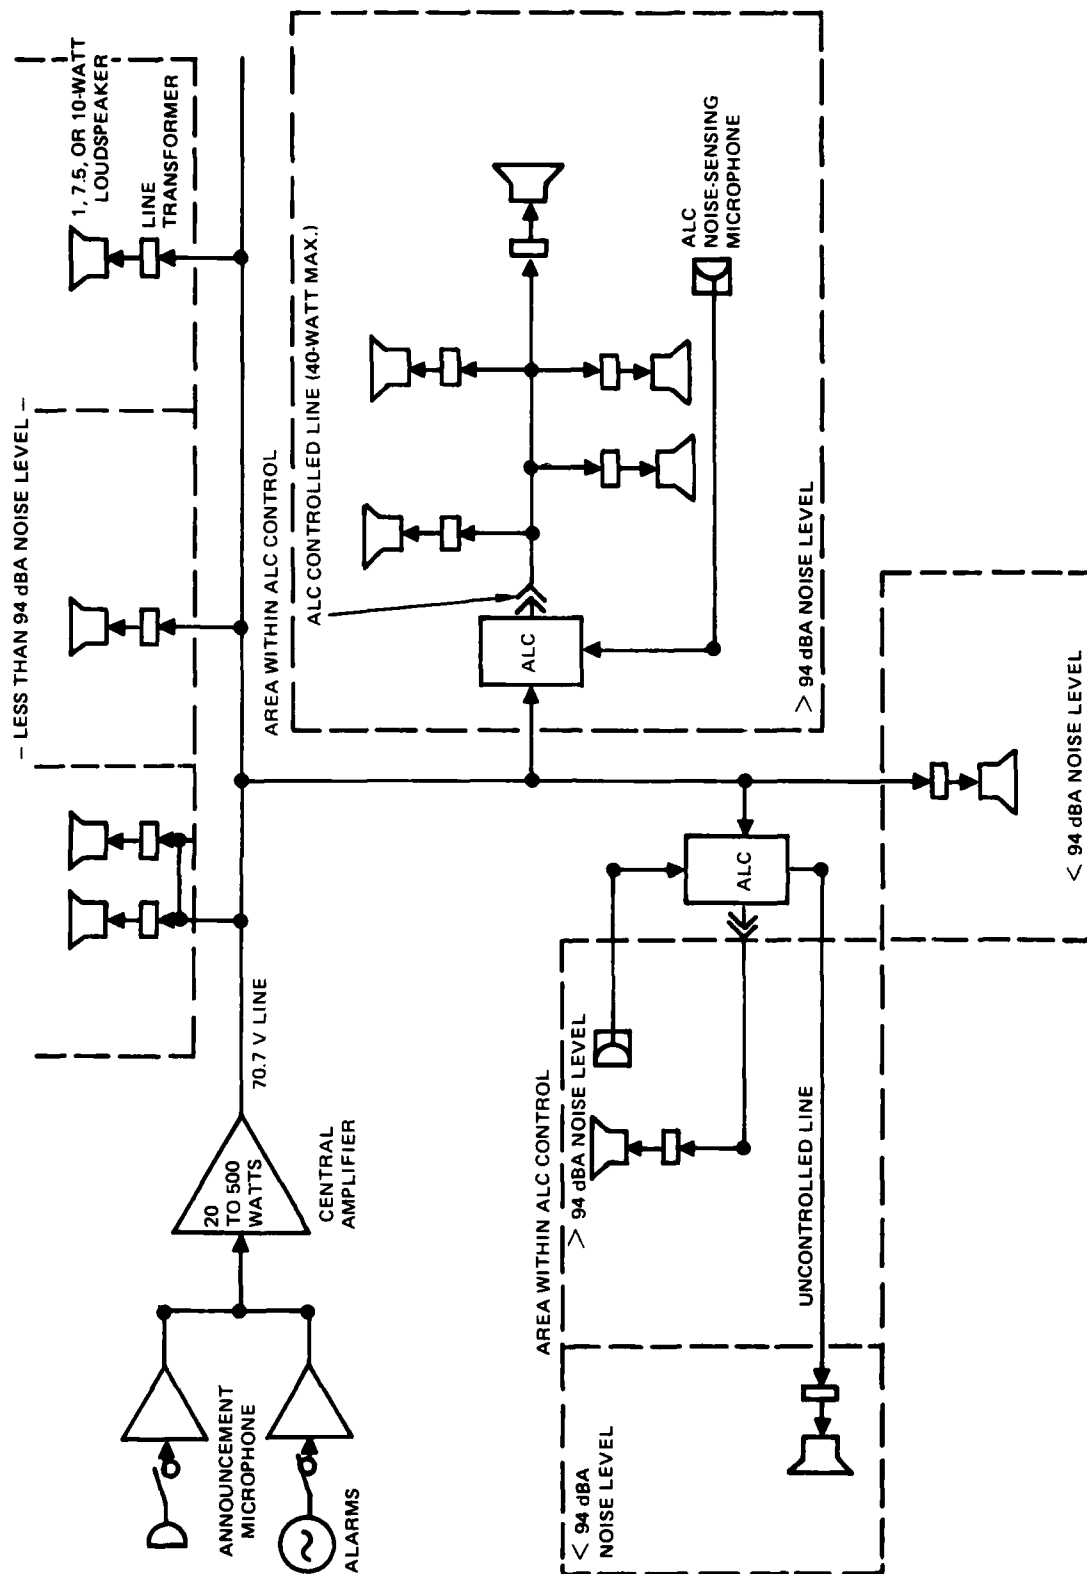 ANNOUNCEMENT
MICROPHONE
ALARMS
20
TO 500
WATTS
CENTRAL
AMPLIFIER
70.7 V LINE
– LESS THAN 94 dBA NOISE LEVEL –
1, 7.5, OR 10-WATT
LOUDSPEAKER
LINE
TRANSFORMER
AREA WITHIN ALC CONTROL
ALC CONTROLLED LINE (40-WATT MAX.)
ALC
ALC
NOISE-SENSING
MICROPHONE
> 94 dBA NOISE LEVEL
AREA WITHIN ALC CONTROL
> 94 dBA NOISE LEVEL
ALC
UNCONTROLLED LINE
< 94 dBA
NOISE LEVEL
< 94 dBA NOISE LEVEL